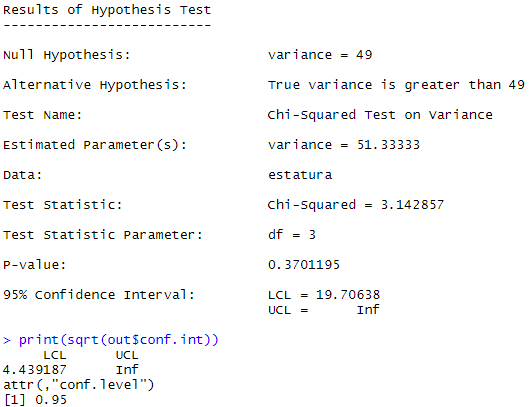 Results of Hypothesis Test
--------------------------
Null Hypothesis:                 variance = 49
Alternative Hypothesis:          True variance is greater than 49
Test Name:                       Chi-Squared Test on Variance
Estimated Parameter(s):          variance = 51.33333
Data:                            estatura
Test Statistic:                  Chi-Squared = 3.142857
Test Statistic Parameter:        df = 3
P-value:                         0.3701195
95% Confidence Interval:         LCL = 19.70638
                                 UCL =      Inf
> print(sqrt(out$conf.int))
     LCL      UCL
4.439187      Inf
attr(,"conf.level")
[1] 0.95